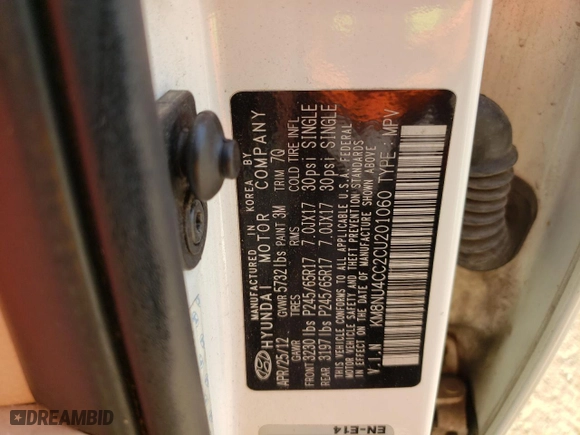 MANUFACTURED IN KOREA BY
HYUNDAI MOTOR COMPANY
APR/25/12 GVWR 5732lbs PAINT 3M TRIM 7Q
GAWR TIRES RIMS COLD TIRE INFL
FRONT 3230 lbs P245/65R17 7.0JX17 30psi SINGLE
REAR 3197 lbs P245/65R17 7.0JX17 30psi SINGLE
THIS VEHICLE CONFORMS TO ALL APPLICABLE U.S.A. FEDERAL
MOTOR VEHICLE SAFETY AND THEFT PREVENTION STANDARDS
IN EFFECT ON THE DATE OF MANUFACTURE SHOWN ABOVE
V.I.N KM8NU4CC2CU201060 TYPE : MPV
EN-E14
DREAMBID